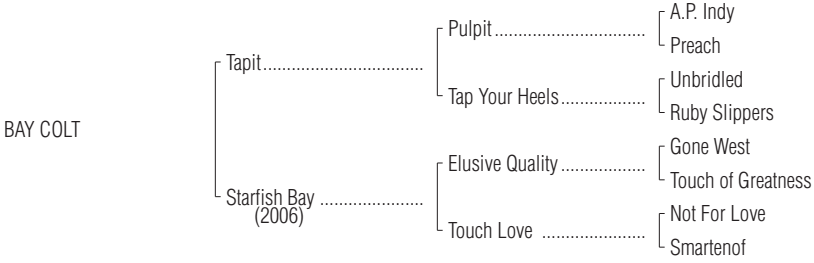 A.P. Indy
Pulpit................................
Preach
Tapit..................................
Unbridled
Tap Your Heels..................
Ruby Slippers
BAY COLT
Gone West
Elusive Quality ..................
Touch of Greatness
Starfish Bay ......................
(2006)
Not For Love
Touch Love ......................
Smartenof